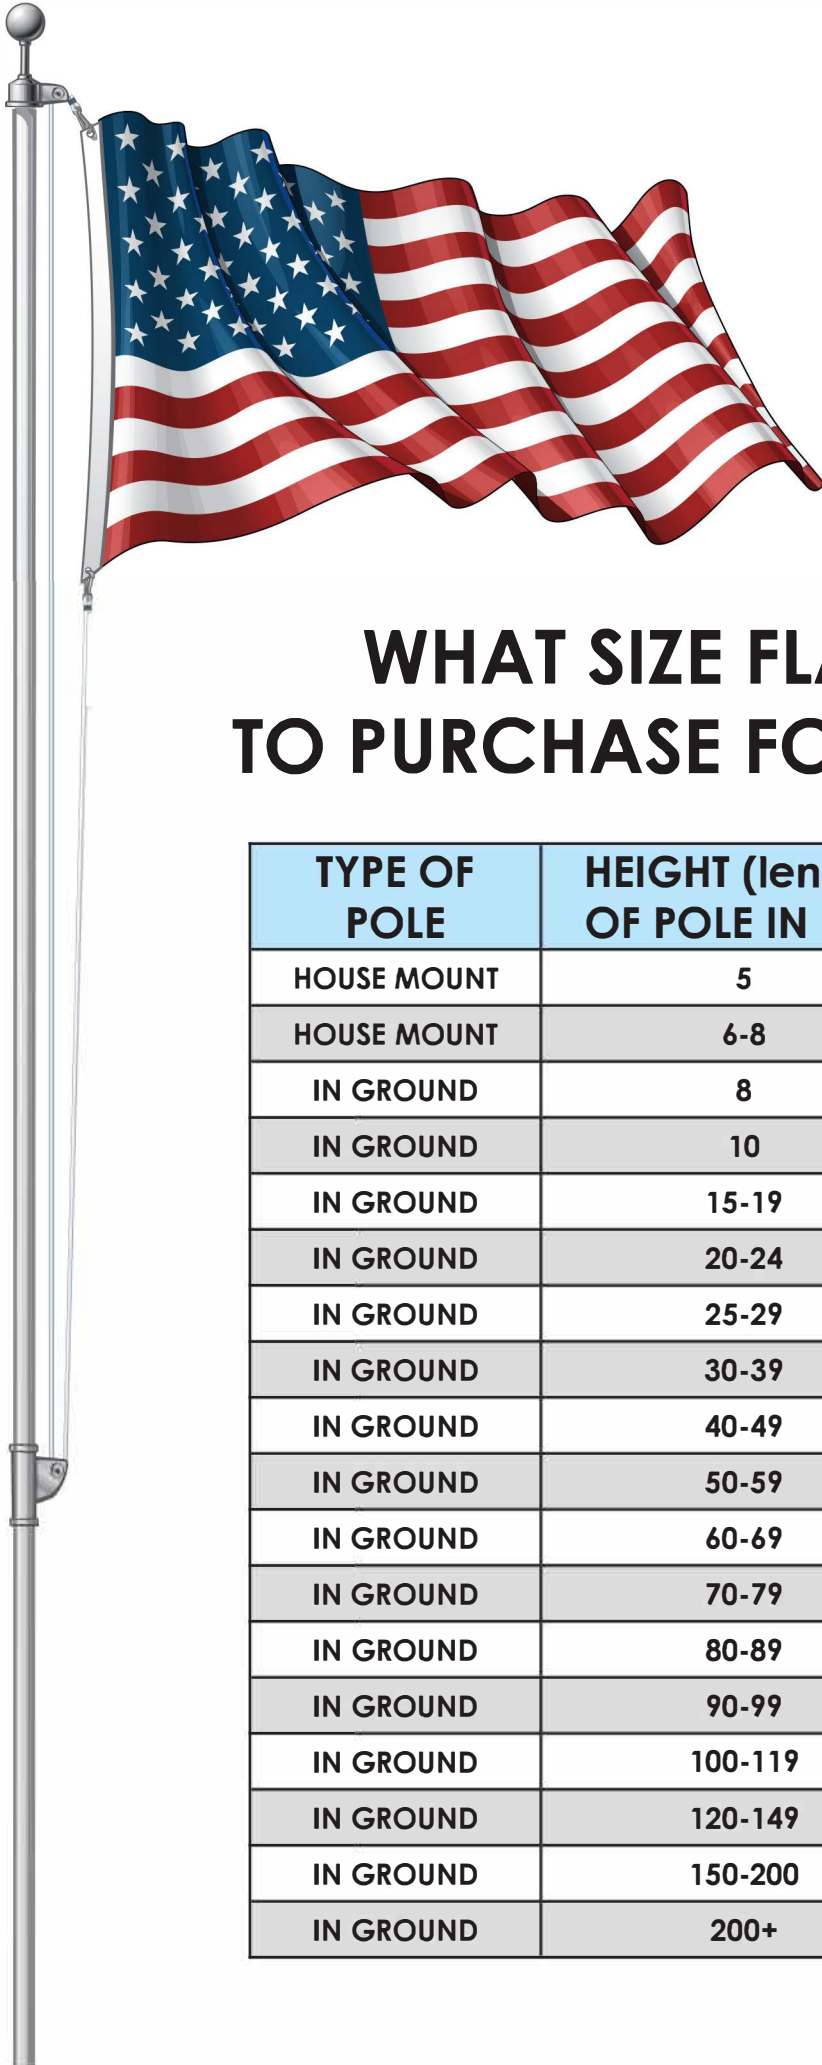 WHAT SIZE FLA
TO PURCHASE FO
TYPE OF POLE HEIGHT (len OF POLE IN
HOUSE MOUNT 5
HOUSE MOUNT 6-8
IN GROUND 8
IN GROUND 10
IN GROUND 15-19
IN GROUND 20-24
IN GROUND 25-29
IN GROUND 30-39
IN GROUND 40-49
IN GROUND 50-59
IN GROUND 60-69
IN GROUND 70-79
IN GROUND 80-89
IN GROUND 90-99
IN GROUND 100-119
IN GROUND 120-149
IN GROUND 150-200
IN GROUND 200+